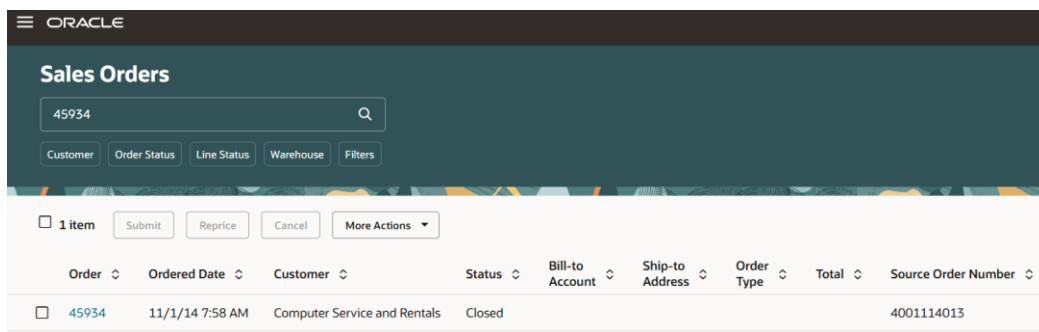 ORACLE
Sales Orders
45934
Customer Order Status Line Status Warehouse Filters
1 item Submit Reprice Cancel More Actions
Order Ordered Date Customer Status Bill-to Account Ship-to Address Order Type Total Source Order Number
45934 11/1/14 7:58 AM Computer Service and Rentals Closed 4001114013